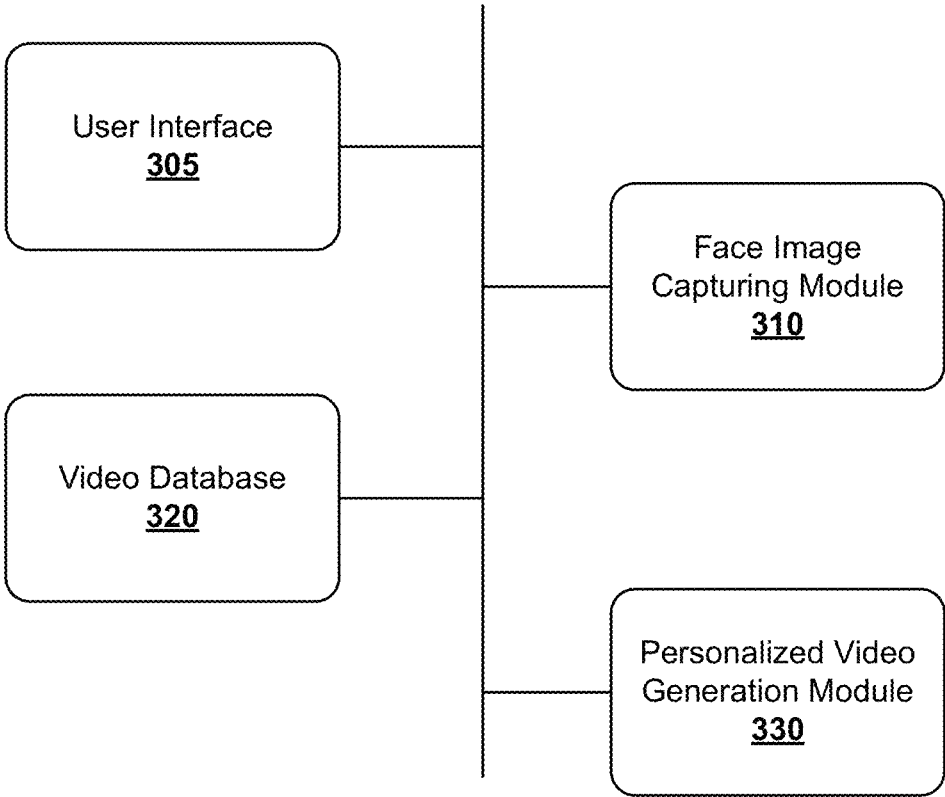 User Interface
305
Face Image
Capturing Module
310
Video Database
320
Personalized Video
Generation Module
330